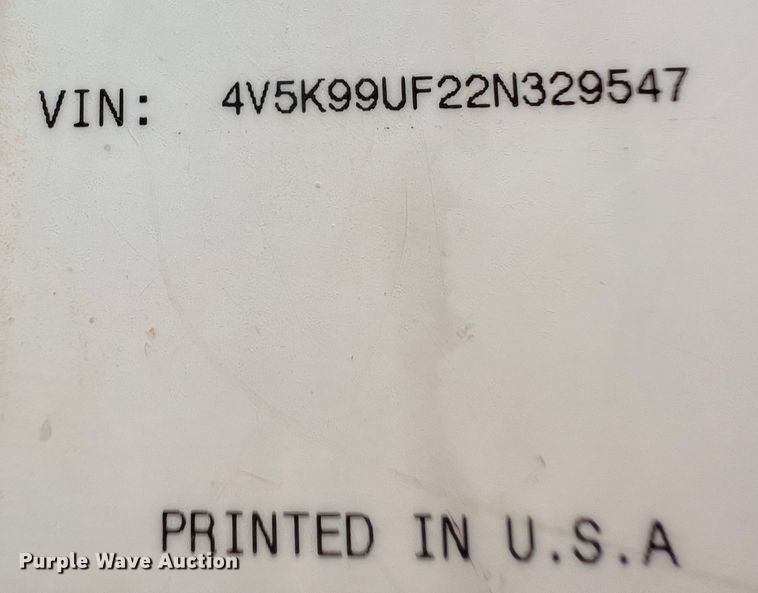 VIN: 4V5K99UF22N329547
PRINTED IN U.S.A
Purple Wave Auction